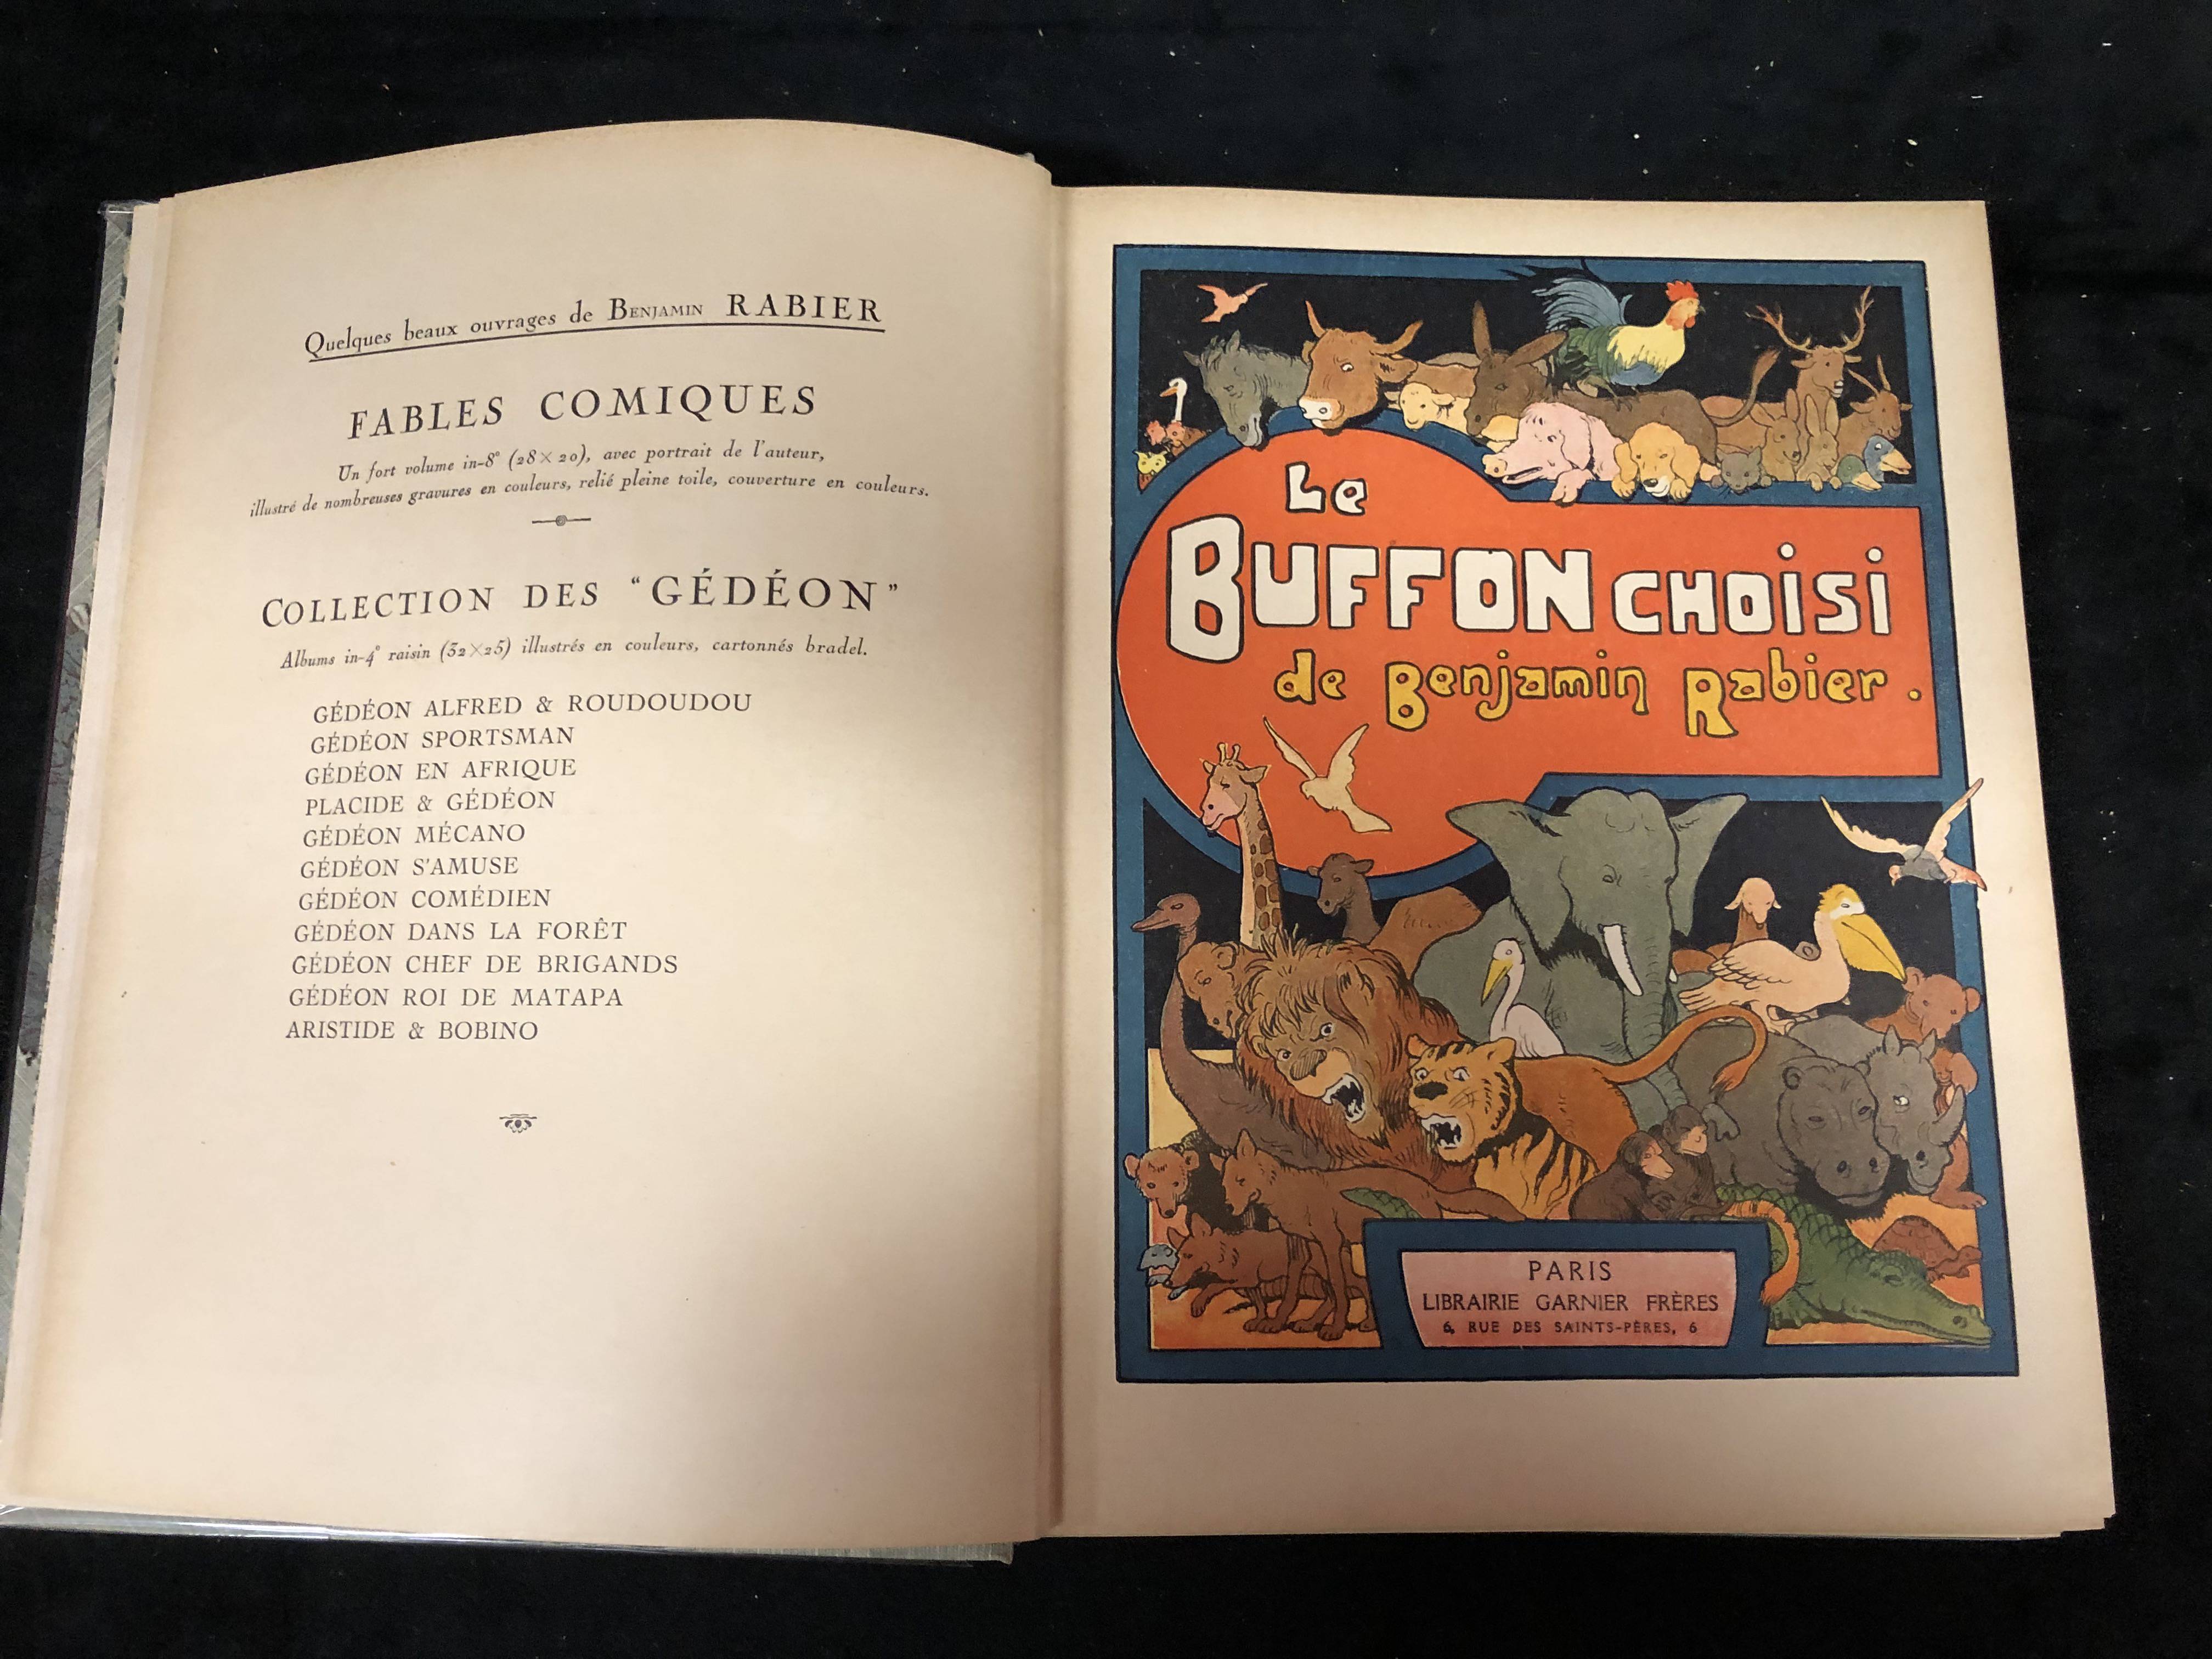 Quelques beaux ouvrages de Benjamin RABIER
FABLES COMIQUES
Un fort volume in-8° (28×20), avec portrait de l'auteur,
illustré de nombreuses gravures en couleurs, relié pleine toile, couverture en couleurs.
COLLECTION DES “GÉDÉON”
Albums in-4° raisin (32×25) illustrés en couleurs, cartonnés bradel.
GÉDÉON ALFRED & ROUDOUDOU
GÉDÉON SPORTSMAN
GÉDÉON EN AFRIQUE
PLACIDE & GÉDÉON
GÉDÉON MÉCANO
GÉDÉON S'AMUSE
GÉDÉON COMÉDIEN
GÉDÉON DANS LA FORÊT
GÉDÉON CHEF DE BRIGANDS
GÉDÉON ROI DE MATAPA
ARISTIDE & BOBINO
Le
BUFFON CHOiSi
de Benjamin Rabier.
PARIS
LIBRAIRIE GARNIER FRÈRES
6, RUE DES SAINTS-PÈRES, 6